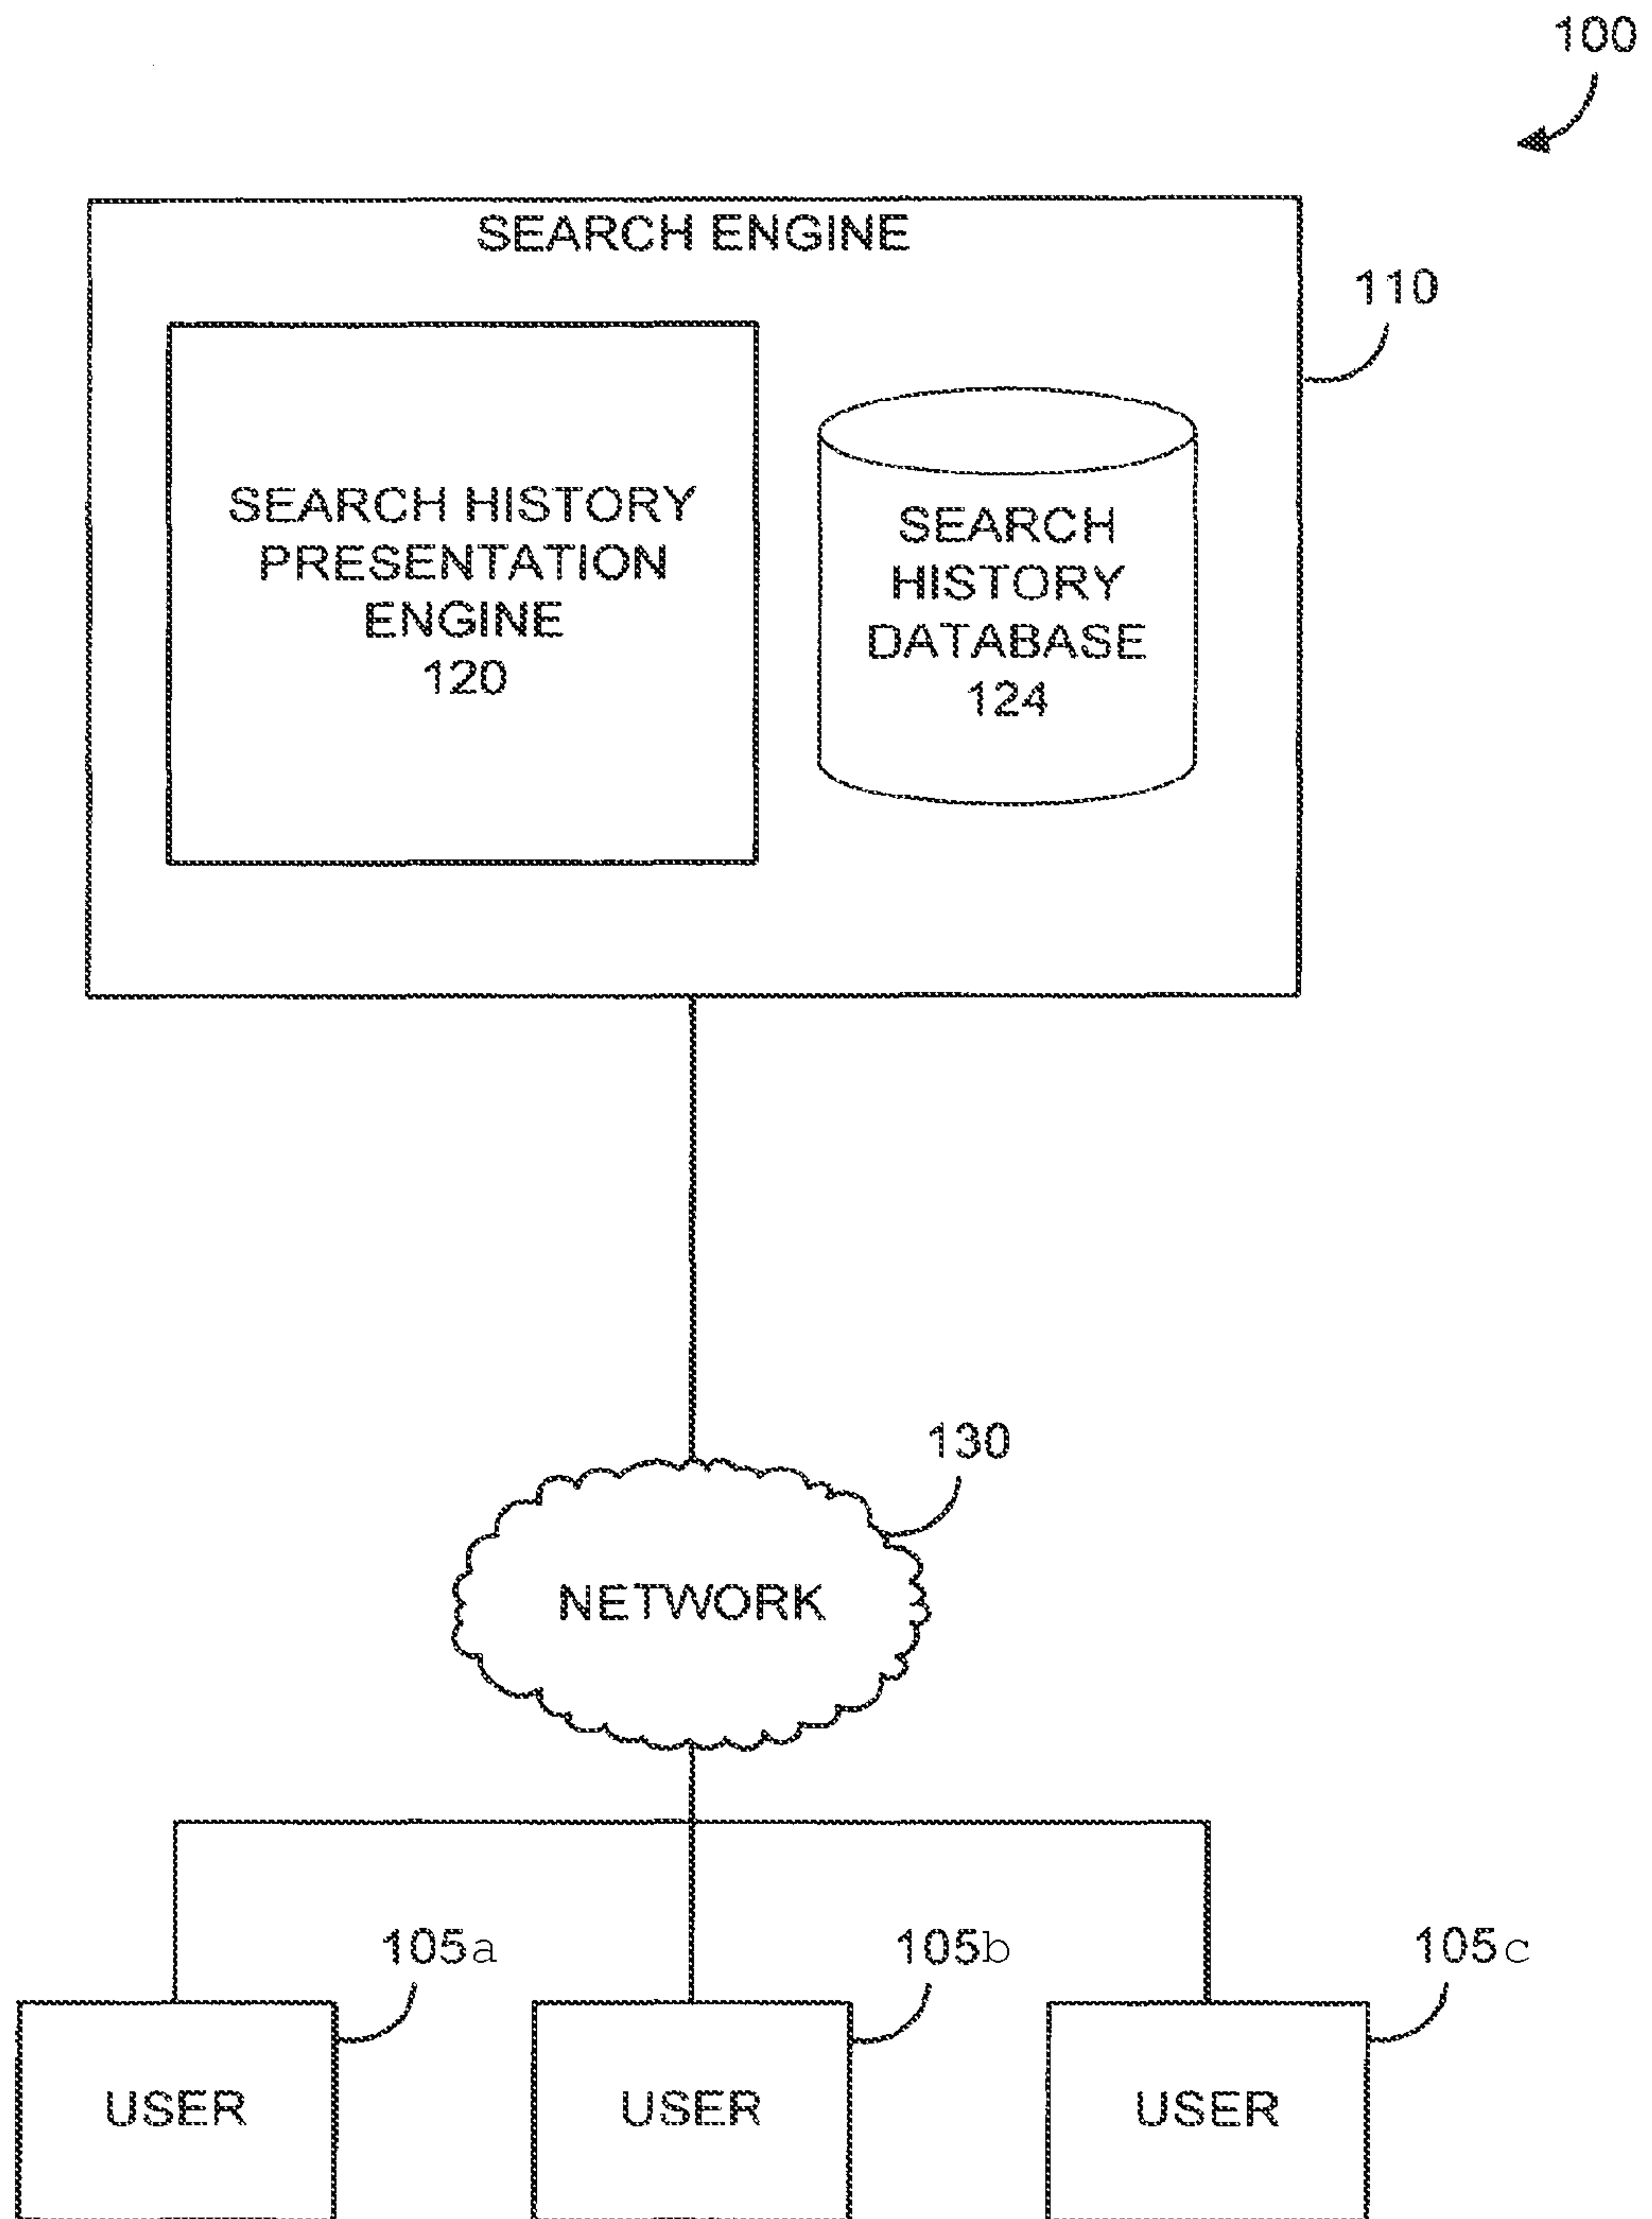 100
SEARCH ENGINE
110
SEARCH HISTORY
PRESENTATION
ENGINE
120
SEARCH
HISTORY
DATABASE
124
130
NETWORK
105a
105b
105c
USER
USER
USER